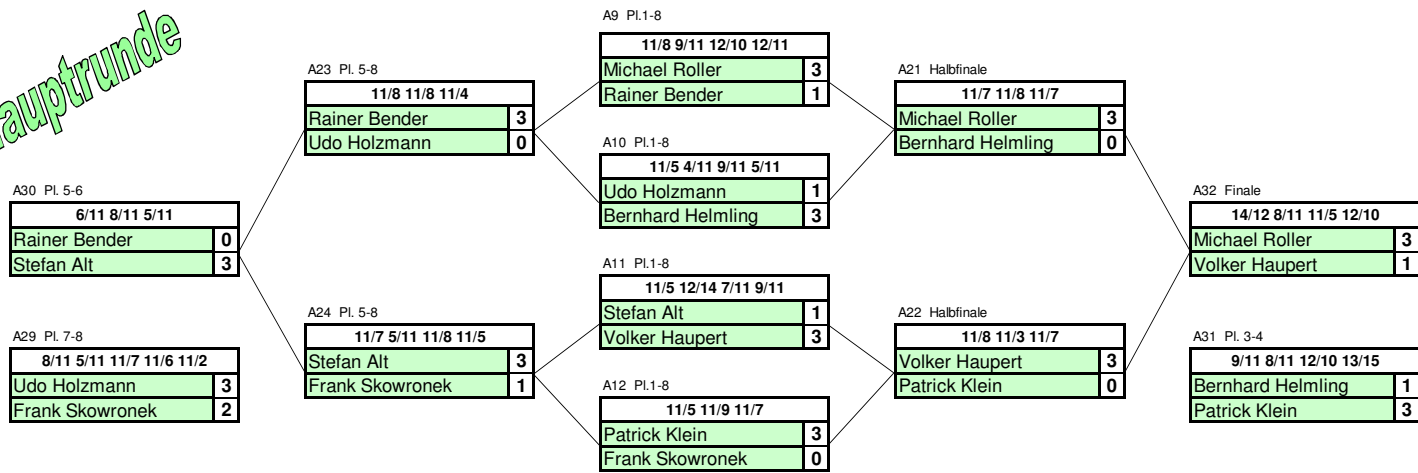 Hauptrunde
A30 Pl. 5-6
6/11 8/11 5/11
Rainer Bender 0
Stefan Alt 3
A29 Pl. 7-8
8/11 5/11 11/7 11/6 11/2
Udo Holzmann 3
Frank Skowronek 2
A23 Pl. 5-8
11/8 11/8 11/4
Rainer Bender 3
Udo Holzmann 0
A24 Pl. 5-8
11/7 5/11 11/8 11/5
Stefan Alt 3
Frank Skowronek 1
A9 Pl.1-8
11/8 9/11 12/10 12/11
Michael Roller 3
Rainer Bender 1
A10 Pl.1-8
11/5 4/11 9/11 5/11
Udo Holzmann 1
Bernhard Helmling 3
A11 Pl.1-8
11/5 12/14 7/11 9/11
Stefan Alt 1
Volker Haupert 3
A12 Pl.1-8
11/5 11/9 11/7
Patrick Klein 3
Frank Skowronek 0
A21 Halbfinale
11/7 11/8 11/7
Michael Roller 3
Bernhard Helmling 0
A22 Halbfinale
11/8 11/3 11/7
Volker Haupert 3
Patrick Klein 0
A32 Finale
14/12 8/11 11/5 12/10
Michael Roller 3
Volker Haupert 1
A31 Pl. 3-4
9/11 8/11 12/10 13/15
Bernhard Helmling 1
Patrick Klein 3